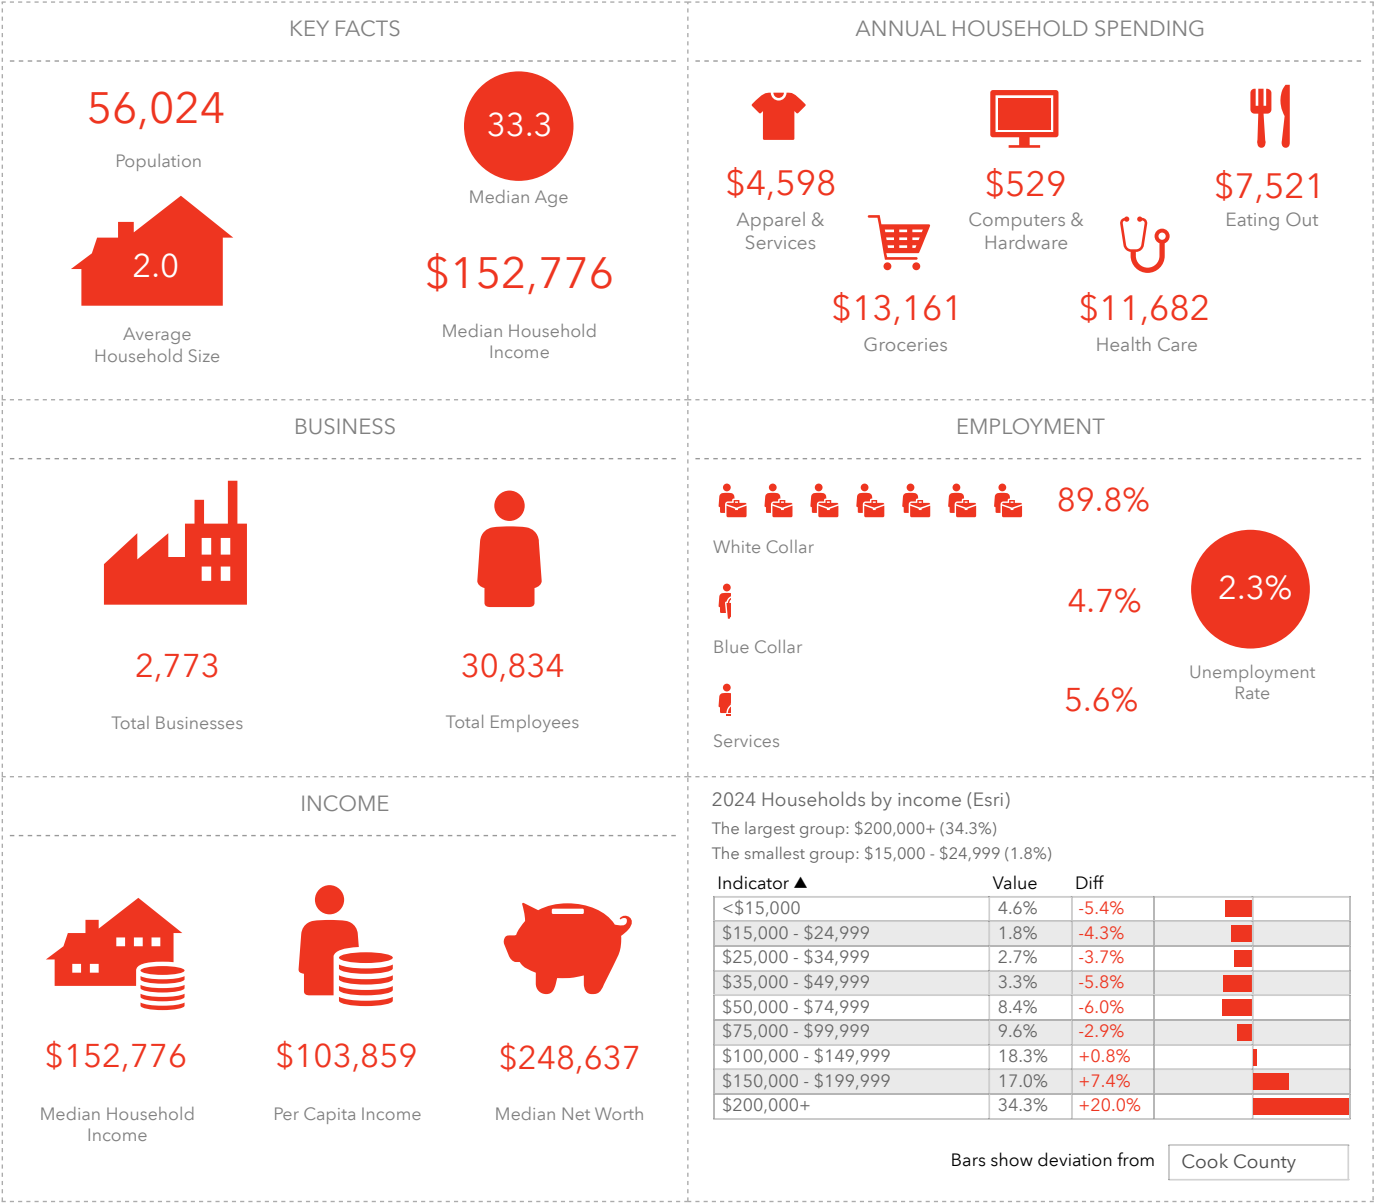 KEY FACTS
56,024
Population
33.3
Median Age
2.0
Average
Household Size
$152,776
Median Household
Income
ANNUAL HOUSEHOLD SPENDING
$4,598
Apparel &
Services
$529
Computers &
Hardware
$7,521
Eating Out
$13,161
Groceries
$11,682
Health Care
BUSINESS
2,773
Total Businesses
30,834
Total Employees
EMPLOYMENT
89.8%
White Collar
4.7%
Blue Collar
5.6%
Services
2.3%
Unemployment
Rate
INCOME
$152,776
Median Household
Income
$103,859
Per Capita Income
$248,637
Median Net Worth
2024 Households by income (Esri)
The largest group: $200,000+ (34.3%)
The smallest group: $15,000 - $24,999 (1.8%)
Indicator ▲ Value Diff
<$15,000 4.6% -5.4%
$15,000 - $24,999 1.8% -4.3%
$25,000 - $34,999 2.7% -3.7%
$35,000 - $49,999 3.3% -5.8%
$50,000 - $74,999 8.4% -6.0%
$75,000 - $99,999 9.6% -2.9%
$100,000 - $149,999 18.3% +0.8%
$150,000 - $199,999 17.0% +7.4%
$200,000+ 34.3% +20.0%
Bars show deviation from Cook County